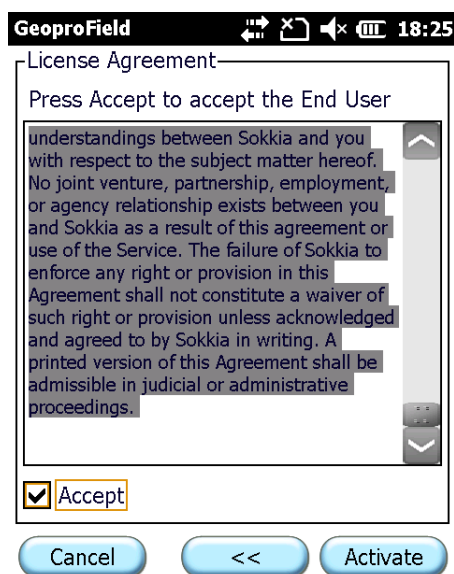 GeoproField 18:25
License Agreement
Press Accept to accept the End User
understandings between Sokkia and you
with respect to the subject matter hereof.
No joint venture, partnership, employment,
or agency relationship exists between you
and Sokkia as a result of this agreement or
use of the Service. The failure of Sokkia to
enforce any right or provision in this
Agreement shall not constitute a waiver of
such right or provision unless acknowledged
and agreed to by Sokkia in writing. A
printed version of this Agreement shall be
admissible in judicial or administrative
proceedings.
Accept
Cancel << Activate